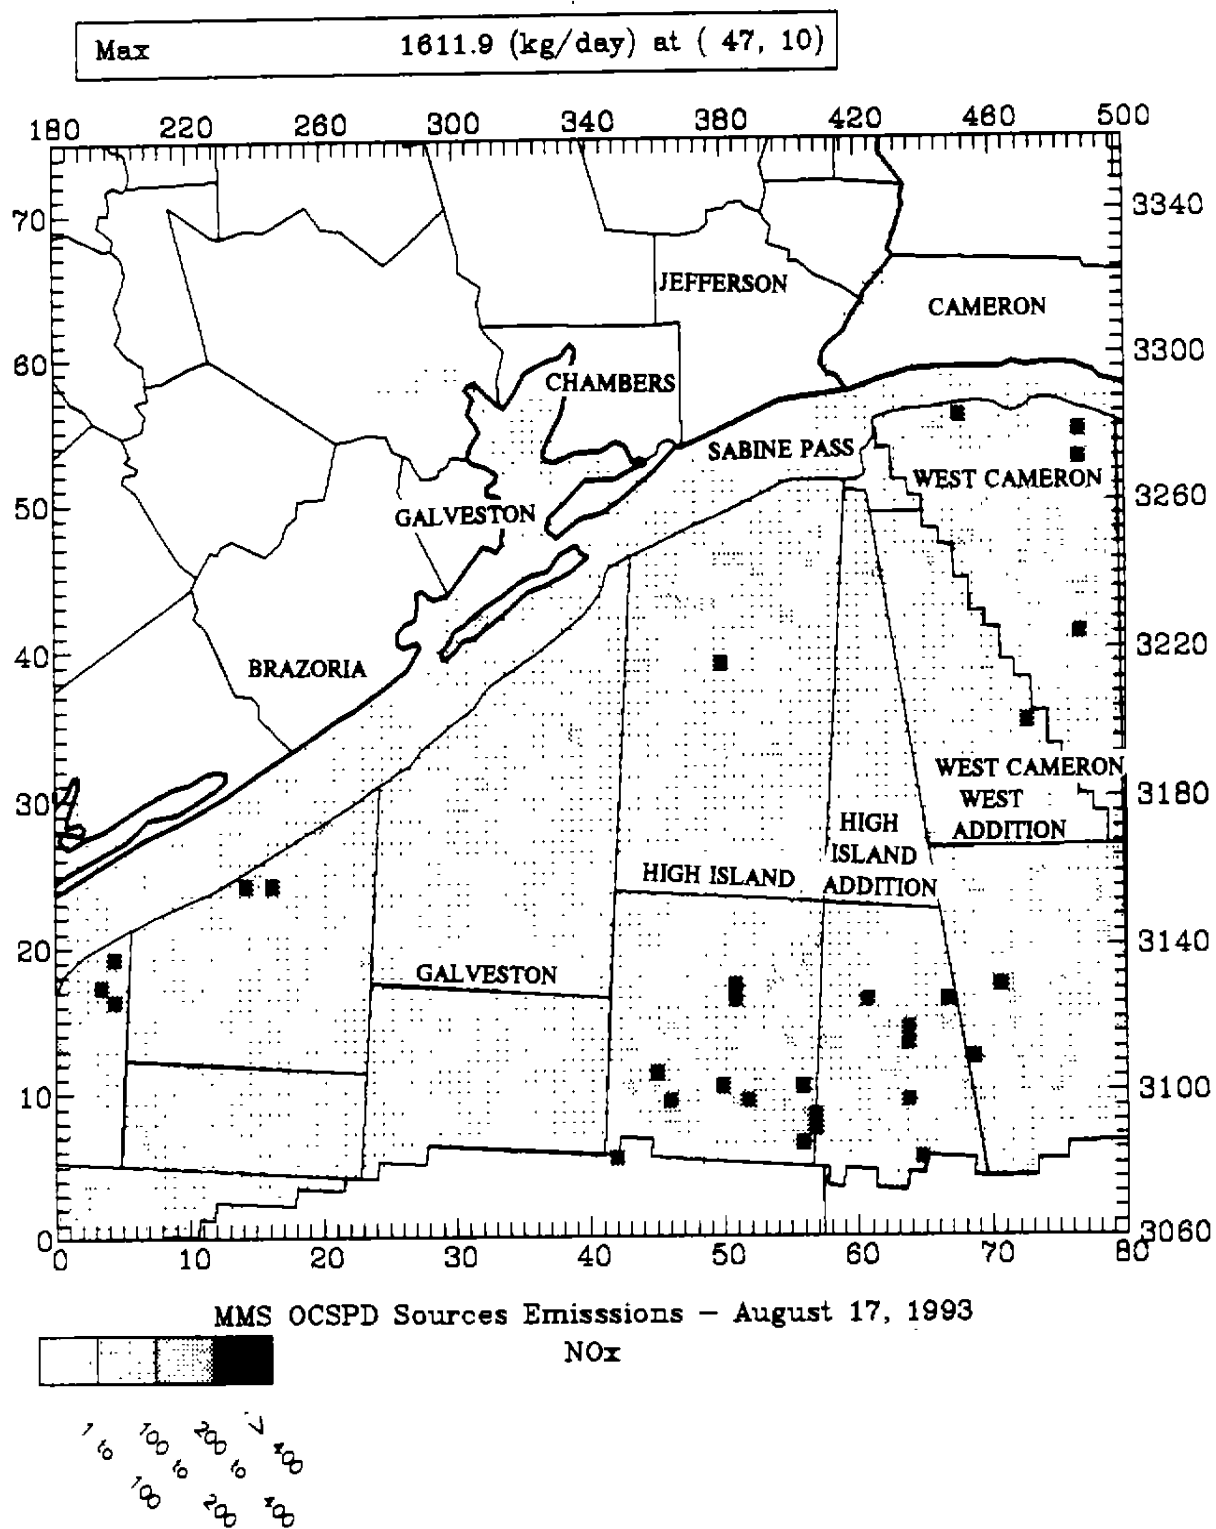 Max 1611.9 (kg/day) at ( 47, 10)
180 220 260 300 340 380 420 460 500
70 3340
JEFFERSON
CAMERON
60 3300
CHAMBERS
SABINE PASS
WEST CAMERON
50 3260
GALVESTON
40 3220
BRAZORIA
WEST CAMERON
30 WEST 3180
ADDITION
HIGH
ISLAND
HIGH ISLAND ADDITION
20 3140
GALVESTON
10 3100
0 3060
0 10 20 30 40 50 60 70 80
MMS OCSPD Sources Emisssions – August 17, 1993
NOx
1 to 100
100 to 200
200 to 400
> 400